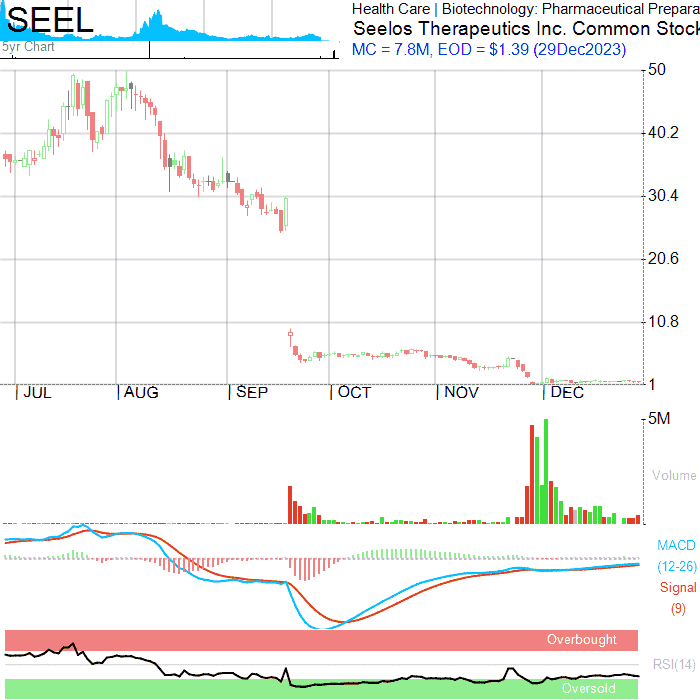 SEEL
5yr Chart
Health Care | Biotechnology: Pharmaceutical Prepara
Seelos Therapeutics Inc. Common Stock
MC = 7.8M, EOD = $1.39 (29Dec2023)
50
40.2
30.4
20.6
10.8
1
JUL
AUG
SEP
OCT
NOV
DEC
5M
Volume
MACD
(12-26)
Signal
(9)
Overbought
RSI(14)
Oversold